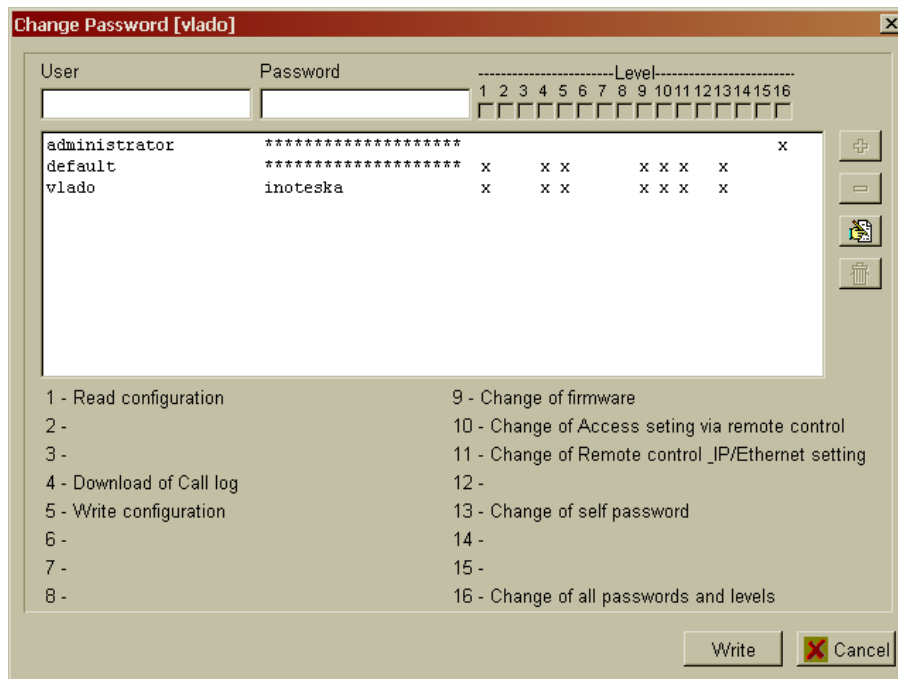 Change Password [vlado]
User Password -----------------------Level------------------------
1 2 3 4 5 6 7 8 9 10 11 12 13 14 15 16
administrator ******************** x
default ******************** x x x x x x x
vlado inoteska x x x x x x x
1 - Read configuration
2 -
3 -
4 - Download of Call log
5 - Write configuration
6 -
7 -
8 -
9 - Change of firmware
10 - Change of Access seting via remote control
11 - Change of Remote control _IP/Ethernet setting
12 -
13 - Change of self password
14 -
15 -
16 - Change of all passwords and levels
Write Cancel